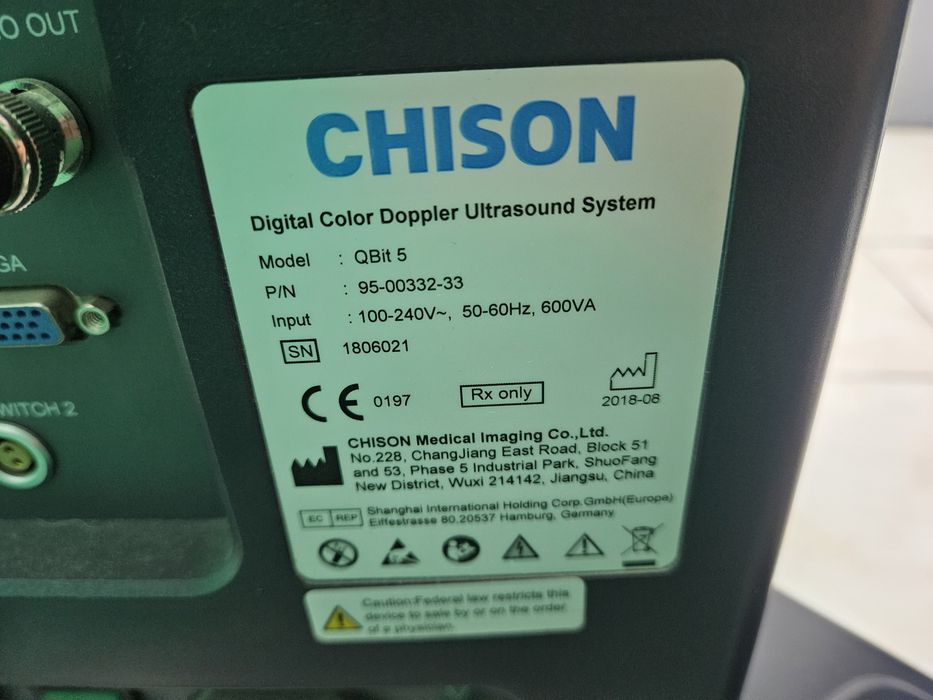 O OUT
GA
WITCH 2
CHISON
Digital Color Doppler Ultrasound System
Model : QBit 5
P/N : 95-00332-33
Input : 100-240V~, 50-60Hz, 600VA
SN 1806021
CE 0197 Rx only 2018-08
CHISON Medical Imaging Co.,Ltd.
No.228, ChangJiang East Road, Block 51
and 53, Phase 5 Industrial Park, ShuoFang
New District, Wuxi 214142, Jiangsu, China
EC REP Shanghai International Holding Corp.GmbH(Europe)
Eiffestrasse 80.20537 Hamburg, Germany
Caution:Federal law restricts this
device to sale by or on the order
of a physician.